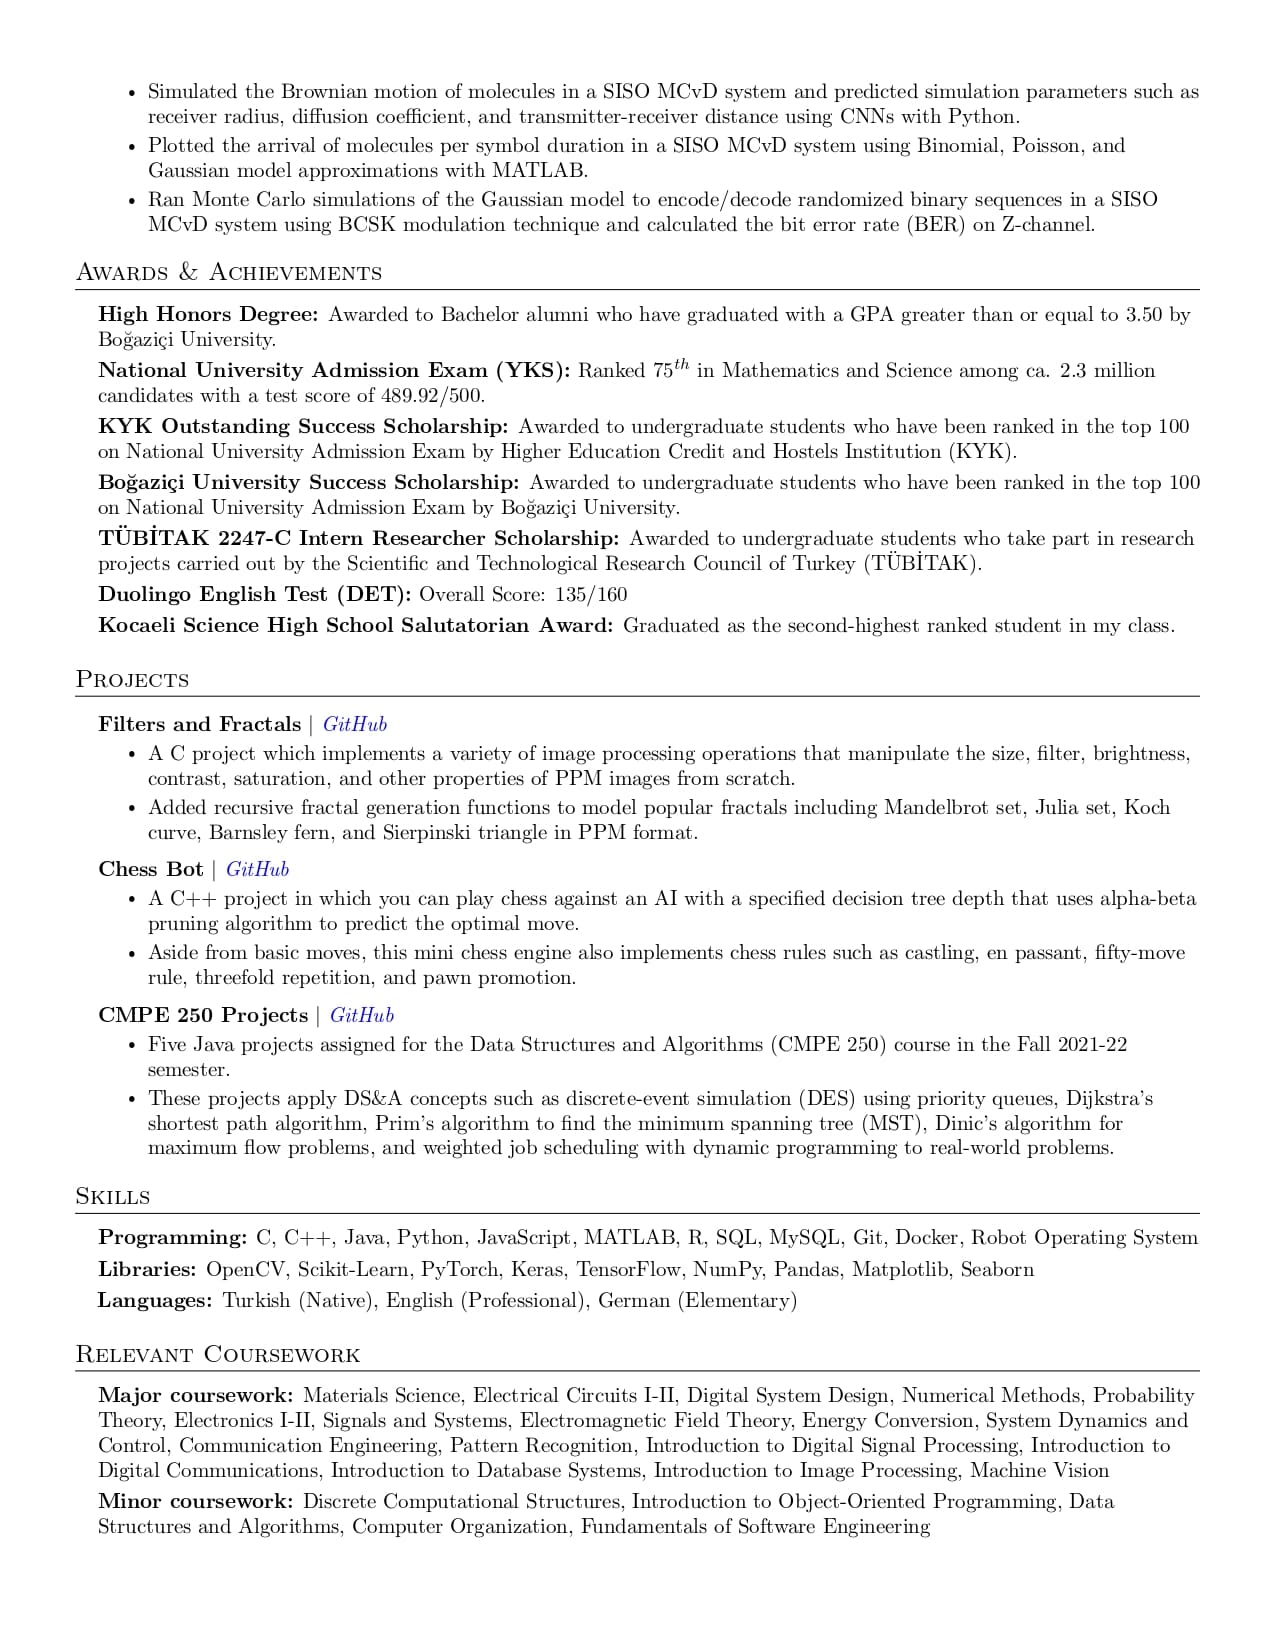 • Simulated the Brownian motion of molecules in a SISO MCvD system and predicted simulation parameters such as
receiver radius, diffusion coefficient, and transmitter-receiver distance using CNNs with Python.
• Plotted the arrival of molecules per symbol duration in a SISO MCvD system using Binomial, Poisson, and
Gaussian model approximations with MATLAB.
• Ran Monte Carlo simulations of the Gaussian model to encode/decode randomized binary sequences in a SISO
MCvD system using BCSK modulation technique and calculated the bit error rate (BER) on Z-channel.
Awards & Achievements
High Honors Degree: Awarded to Bachelor alumni who have graduated with a GPA greater than or equal to 3.50 by
Boğaziçi University.
National University Admission Exam (YKS): Ranked 75th in Mathematics and Science among ca. 2.3 million
candidates with a test score of 489.92/500.
KYK Outstanding Success Scholarship: Awarded to undergraduate students who have been ranked in the top 100
on National University Admission Exam by Higher Education Credit and Hostels Institution (KYK).
Boğaziçi University Success Scholarship: Awarded to undergraduate students who have been ranked in the top 100
on National University Admission Exam by Boğaziçi University.
TÜBİTAK 2247-C Intern Researcher Scholarship: Awarded to undergraduate students who take part in research
projects carried out by the Scientific and Technological Research Council of Turkey (TÜBİTAK).
Duolingo English Test (DET): Overall Score: 135/160
Kocaeli Science High School Salutatorian Award: Graduated as the second-highest ranked student in my class.
Projects
Filters and Fractals | GitHub
• A C project which implements a variety of image processing operations that manipulate the size, filter, brightness,
contrast, saturation, and other properties of PPM images from scratch.
• Added recursive fractal generation functions to model popular fractals including Mandelbrot set, Julia set, Koch
curve, Barnsley fern, and Sierpinski triangle in PPM format.
Chess Bot | GitHub
• A C++ project in which you can play chess against an AI with a specified decision tree depth that uses alpha-beta
pruning algorithm to predict the optimal move.
• Aside from basic moves, this mini chess engine also implements chess rules such as castling, en passant, fifty-move
rule, threefold repetition, and pawn promotion.
CMPE 250 Projects | GitHub
• Five Java projects assigned for the Data Structures and Algorithms (CMPE 250) course in the Fall 2021-22
semester.
• These projects apply DS&A concepts such as discrete-event simulation (DES) using priority queues, Dijkstra's
shortest path algorithm, Prim's algorithm to find the minimum spanning tree (MST), Dinic's algorithm for
maximum flow problems, and weighted job scheduling with dynamic programming to real-world problems.
Skills
Programming: C, C++, Java, Python, JavaScript, MATLAB, R, SQL, MySQL, Git, Docker, Robot Operating System
Libraries: OpenCV, Scikit-Learn, PyTorch, Keras, TensorFlow, NumPy, Pandas, Matplotlib, Seaborn
Languages: Turkish (Native), English (Professional), German (Elementary)
Relevant Coursework
Major coursework: Materials Science, Electrical Circuits I-II, Digital System Design, Numerical Methods, Probability
Theory, Electronics I-II, Signals and Systems, Electromagnetic Field Theory, Energy Conversion, System Dynamics and
Control, Communication Engineering, Pattern Recognition, Introduction to Digital Signal Processing, Introduction to
Digital Communications, Introduction to Database Systems, Introduction to Image Processing, Machine Vision
Minor coursework: Discrete Computational Structures, Introduction to Object-Oriented Programming, Data
Structures and Algorithms, Computer Organization, Fundamentals of Software Engineering